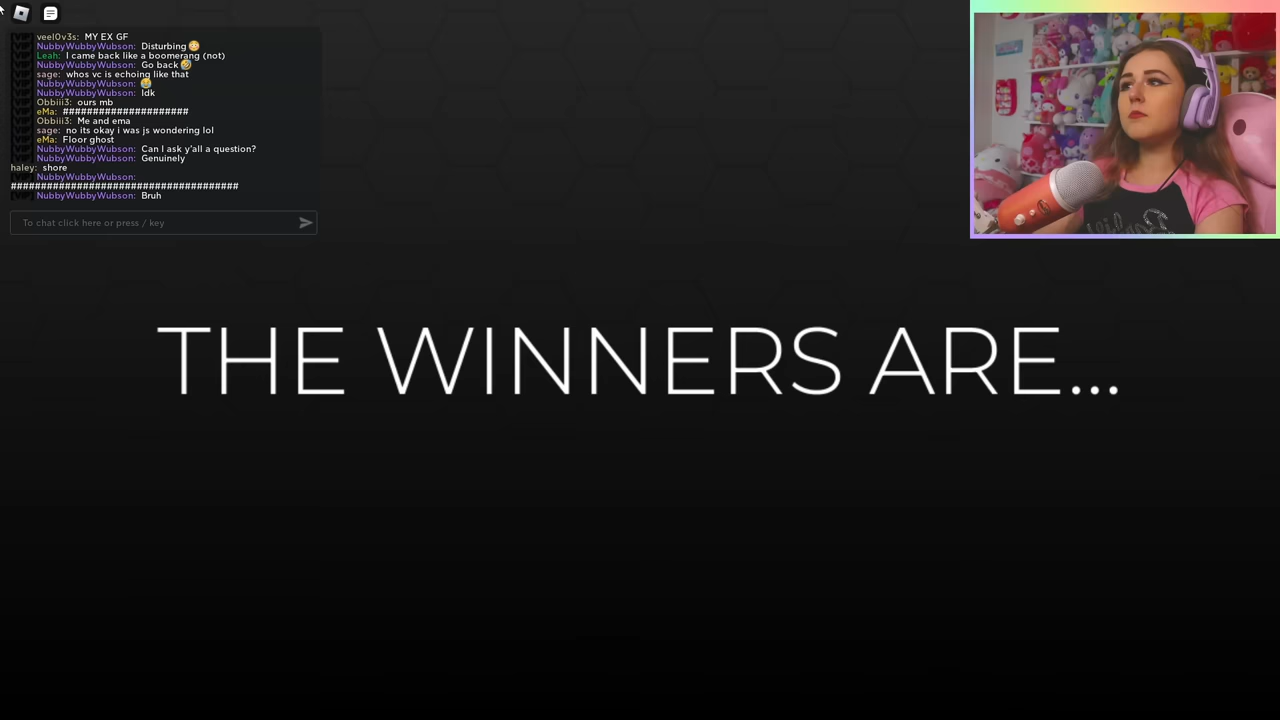 veel0v3s: MY EX GF
NubbyWubbyWubson: Disturbing 😳
Leah: I came back like a boomerang (not)
NubbyWubbyWubson: Go back 🤣
sage: whos vc is echoing like that
NubbyWubbyWubson: 😭
NubbyWubbyWubson: Idk
Obbiii3: ours mb
eMa: #####################
Obbiii3: Me and ema
sage: no its okay i was js wondering lol
eMa: Floor ghost
NubbyWubbyWubson: Can I ask y'all a question?
NubbyWubbyWubson: Genuinely
haley: shore
NubbyWubbyWubson:
######################################
NubbyWubbyWubson: Bruh
To chat click here or press / key
THE WINNERS ARE...